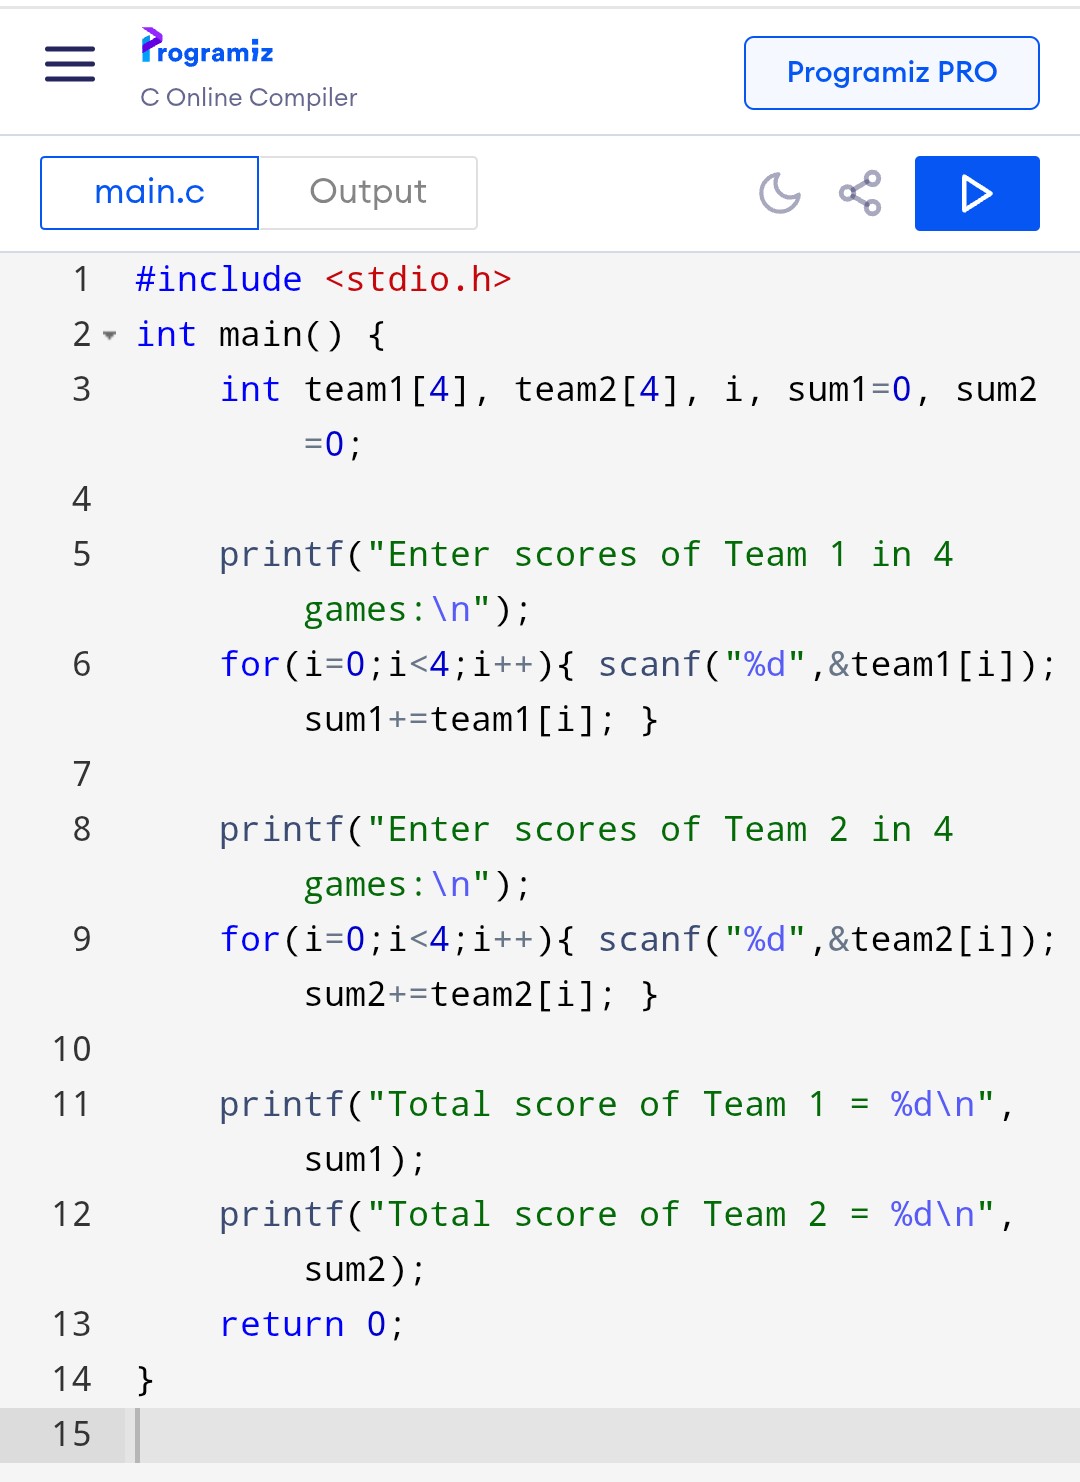 Programiz
C Online Compiler
Programiz PRO
main.c
Output
1 #include <stdio.h>
2 int main() {
3     int team1[4], team2[4], i, sum1=0, sum2
        =0;
4
5     printf("Enter scores of Team 1 in 4
        games:\n");
6     for(i=0;i<4;i++){ scanf("%d",&team1[i]);
        sum1+=team1[i]; }
7
8     printf("Enter scores of Team 2 in 4
        games:\n");
9     for(i=0;i<4;i++){ scanf("%d",&team2[i]);
        sum2+=team2[i]; }
10
11     printf("Total score of Team 1 = %d\n",
        sum1);
12     printf("Total score of Team 2 = %d\n",
        sum2);
13     return 0;
14 }
15